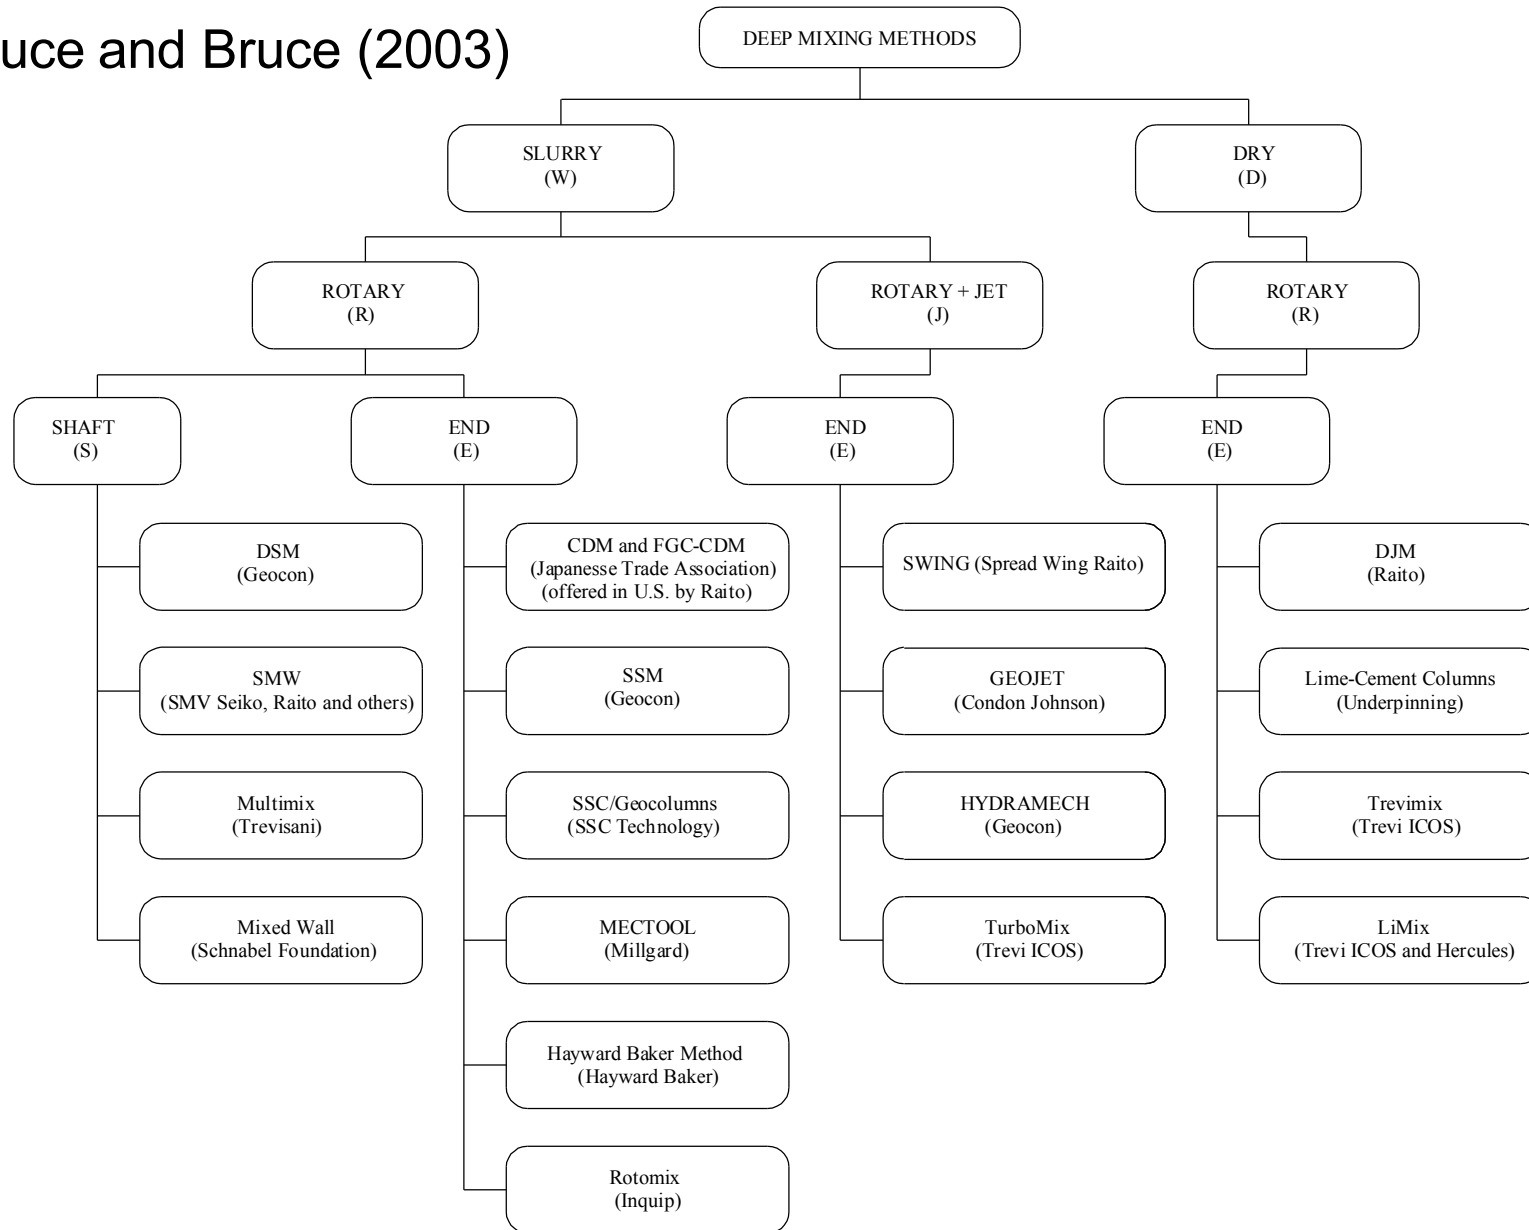 uce and Bruce (2003)
DEEP MIXING METHODS
SLURRY
(W)
DRY
(D)
ROTARY
(R)
ROTARY + JET
(J)
ROTARY
(R)
SHAFT
(S)
END
(E)
END
(E)
END
(E)
DSM
(Geocon)
SMW
(SMV Seiko, Raito and others)
Multimix
(Trevisani)
Mixed Wall
(Schnabel Foundation)
CDM and FGC-CDM
(Japanesse Trade Association)
(offered in U.S. by Raito)
SSM
(Geocon)
SSC/Geocolumns
(SSC Technology)
MECTOOL
(Millgard)
Hayward Baker Method
(Hayward Baker)
Rotomix
(Inquip)
SWING (Spread Wing Raito)
GEOJET
(Condon Johnson)
HYDRAMECH
(Geocon)
TurboMix
(Trevi ICOS)
DJM
(Raito)
Lime-Cement Columns
(Underpinning)
Trevimix
(Trevi ICOS)
LiMix
(Trevi ICOS and Hercules)